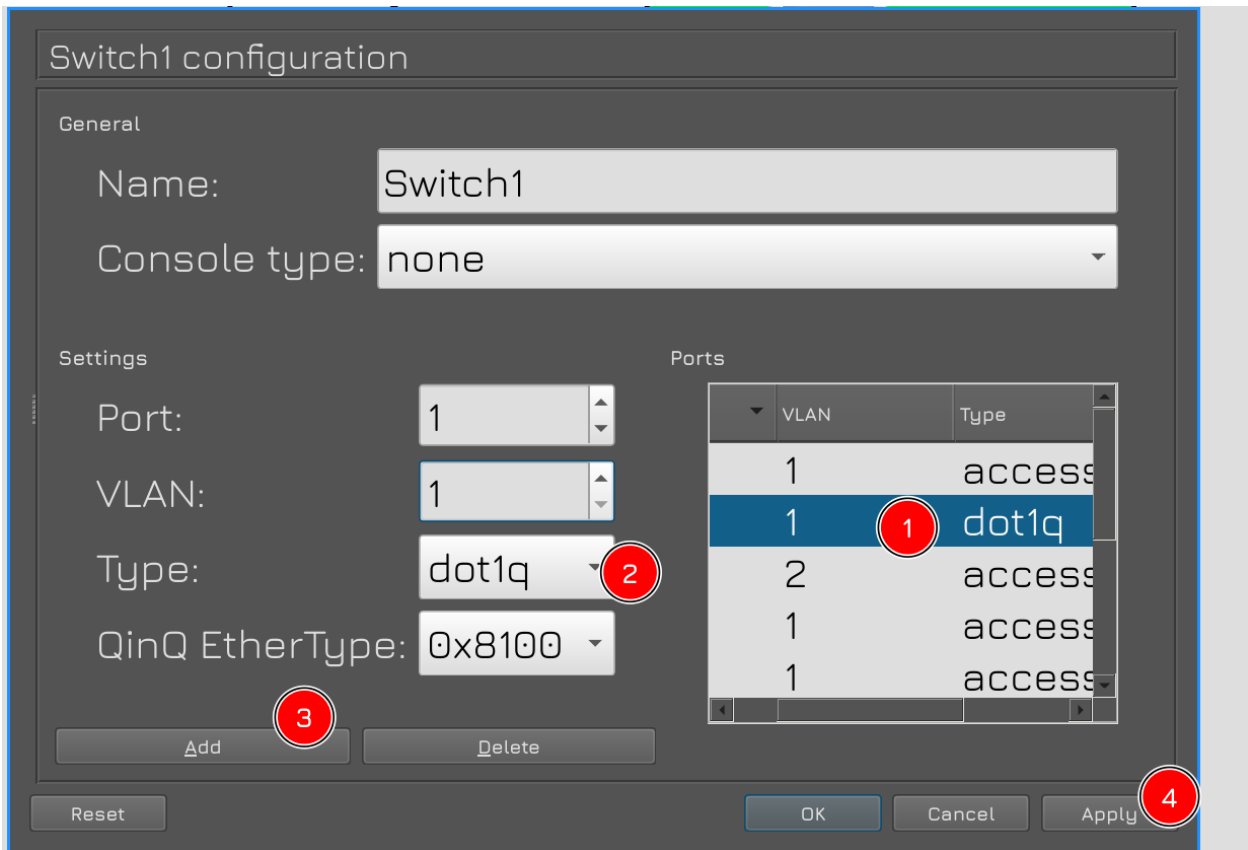 Switch1 configuration
General
Name: Switch1
Console type: none
Settings
Port: 1
VLAN: 1
Type: dot1q 2
QinQ EtherType: 0x8100
3
Add Delete
Ports
VLAN Type
1 access
1 1 dot1q
2 access
1 access
1 access
Reset OK Cancel Apply 4